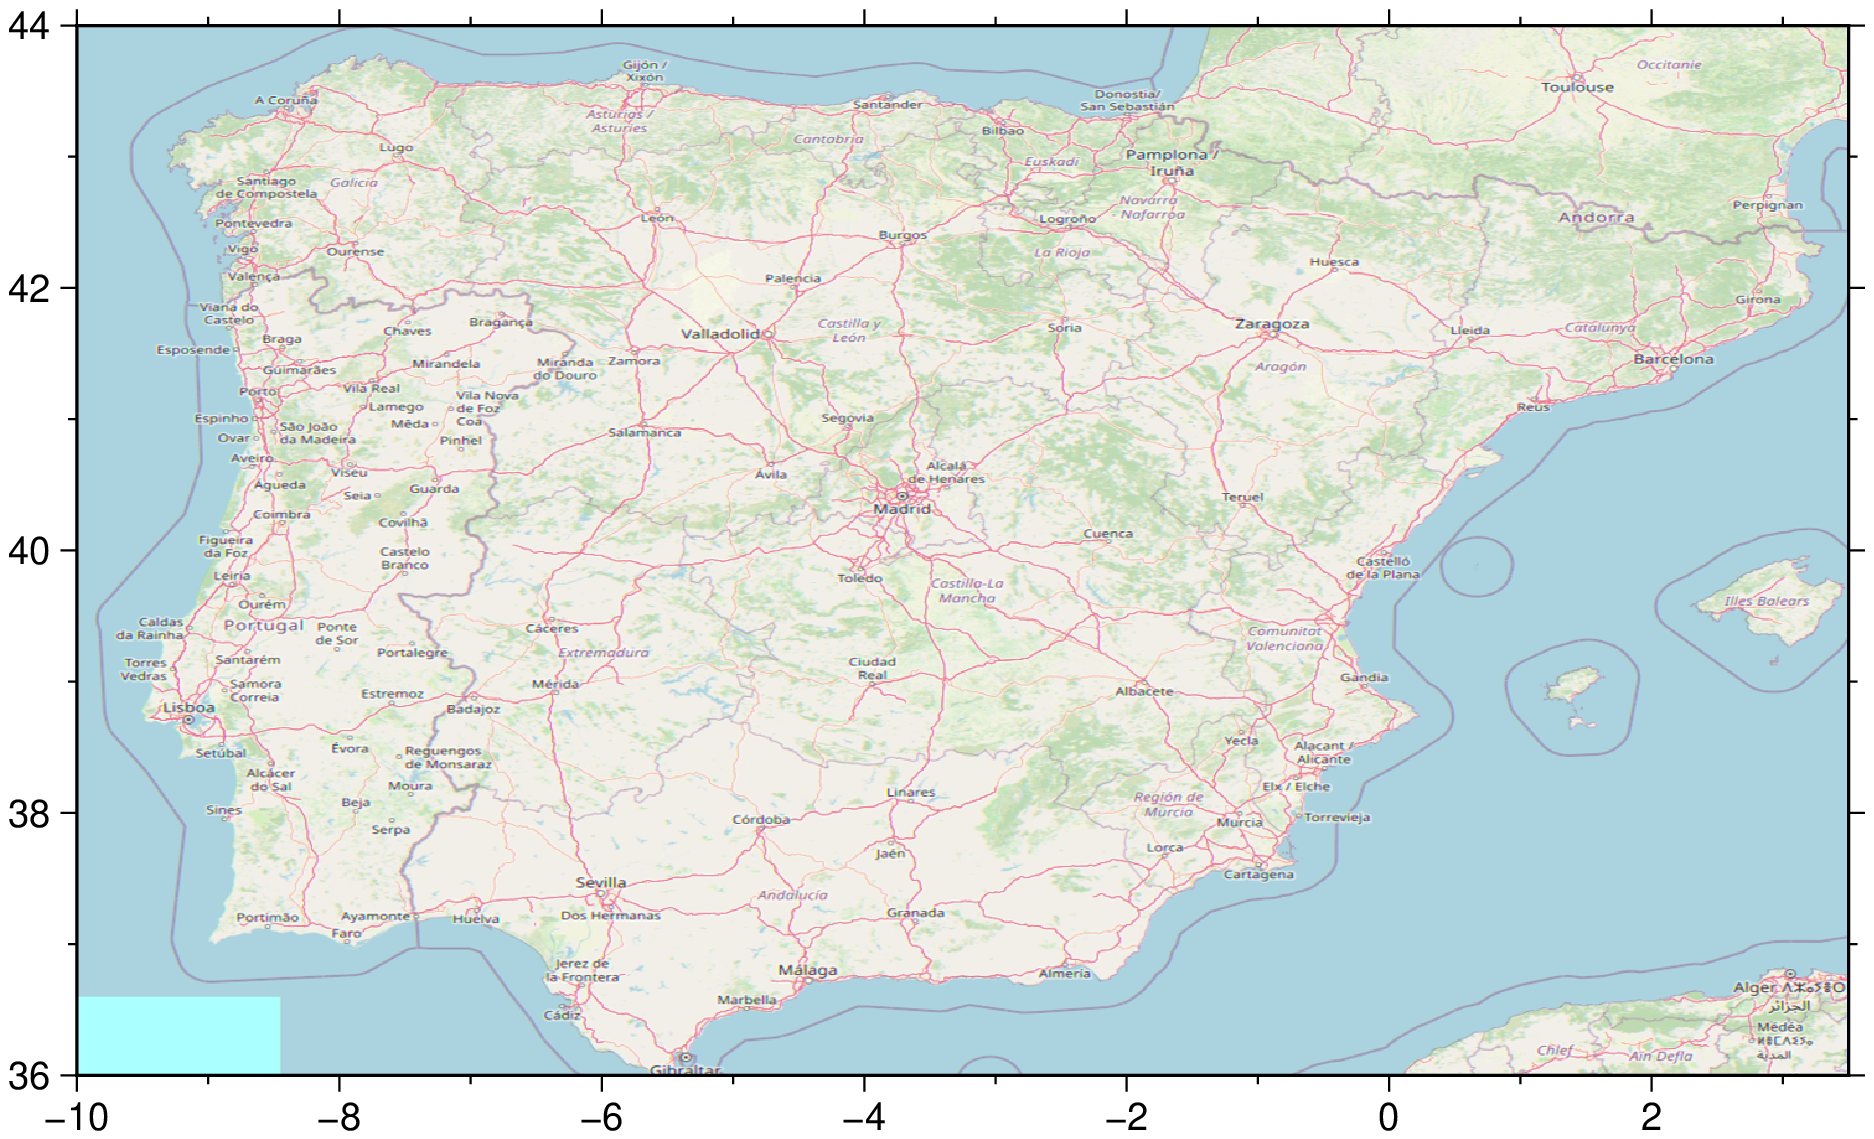 44
42
40
38
36
−10
−8
−6
−4
−2
0
2
Gijón /
Xixón
A Coruña
Asturias /
Asturies
Santander
Cantabria
Bilbao
Donostia/
San Sebastián
Toulouse
Occitanie
Lugo
Euskadi
Pamplona /
Iruña
Santiago
de Compostela
Galicia
Pontevedra
León
Burgos
Logroño
Navarra
- Nafarroa
Andorra
Perpignan
Vigo
Ourense
La Rioja
Huesca
Valença
Palencia
Girona
Viana do
Castelo
Chaves
Bragança
Valladolid
Castilla y
León
Soria
Zaragoza
Lleida
Catalunya
Esposende
Braga
Guimarães
Mirandela
Miranda
do Douro
Zamora
Aragón
Barcelona
Porto
Vila Real
Vila Nova
de Foz
Coa
Lamego
Mêda
Espinho
São João
da Madeira
Pinhel
Salamanca
Segovia
Reus
Ovar
Aveiro
Viseu
Ávila
Alcalá
de Henares
Águeda
Seia
Guarda
Madrid
Teruel
Coimbra
Covilhã
Cuenca
Figueira
da Foz
Castelo
Branco
Leiria
Toledo
Castilla-La
Mancha
Castelló
de la Plana
Ourém
Illes Balears
Caldas
da Rainha
Portugal
Ponte
de Sor
Cáceres
Comunitat
Valenciana
Portalegre
Extremadura
Torres
Vedras
Santarém
Ciudad
Real
Samora
Correia
Estremoz
Mérida
Albacete
Gandia
Lisboa
Badajoz
Setúbal
Évora
Reguengos
de Monsaraz
Yecla
Alacant /
Alicante
Alcácer
do Sal
Moura
Elx / Elche
Sines
Beja
Linares
Región de
Murcia
Serpa
Córdoba
Murcia
Torrevieja
Jaén
Lorca
Cartagena
Sevilla
Andalucía
Portimão
Ayamonte
Huelva
Dos Hermanas
Granada
Faro
Jerez de
la Frontera
Málaga
Almería
Marbella
Cádiz
Gibraltar
Alger
الجزائر
Médéa
المدية
Chlef
Aïn Defla